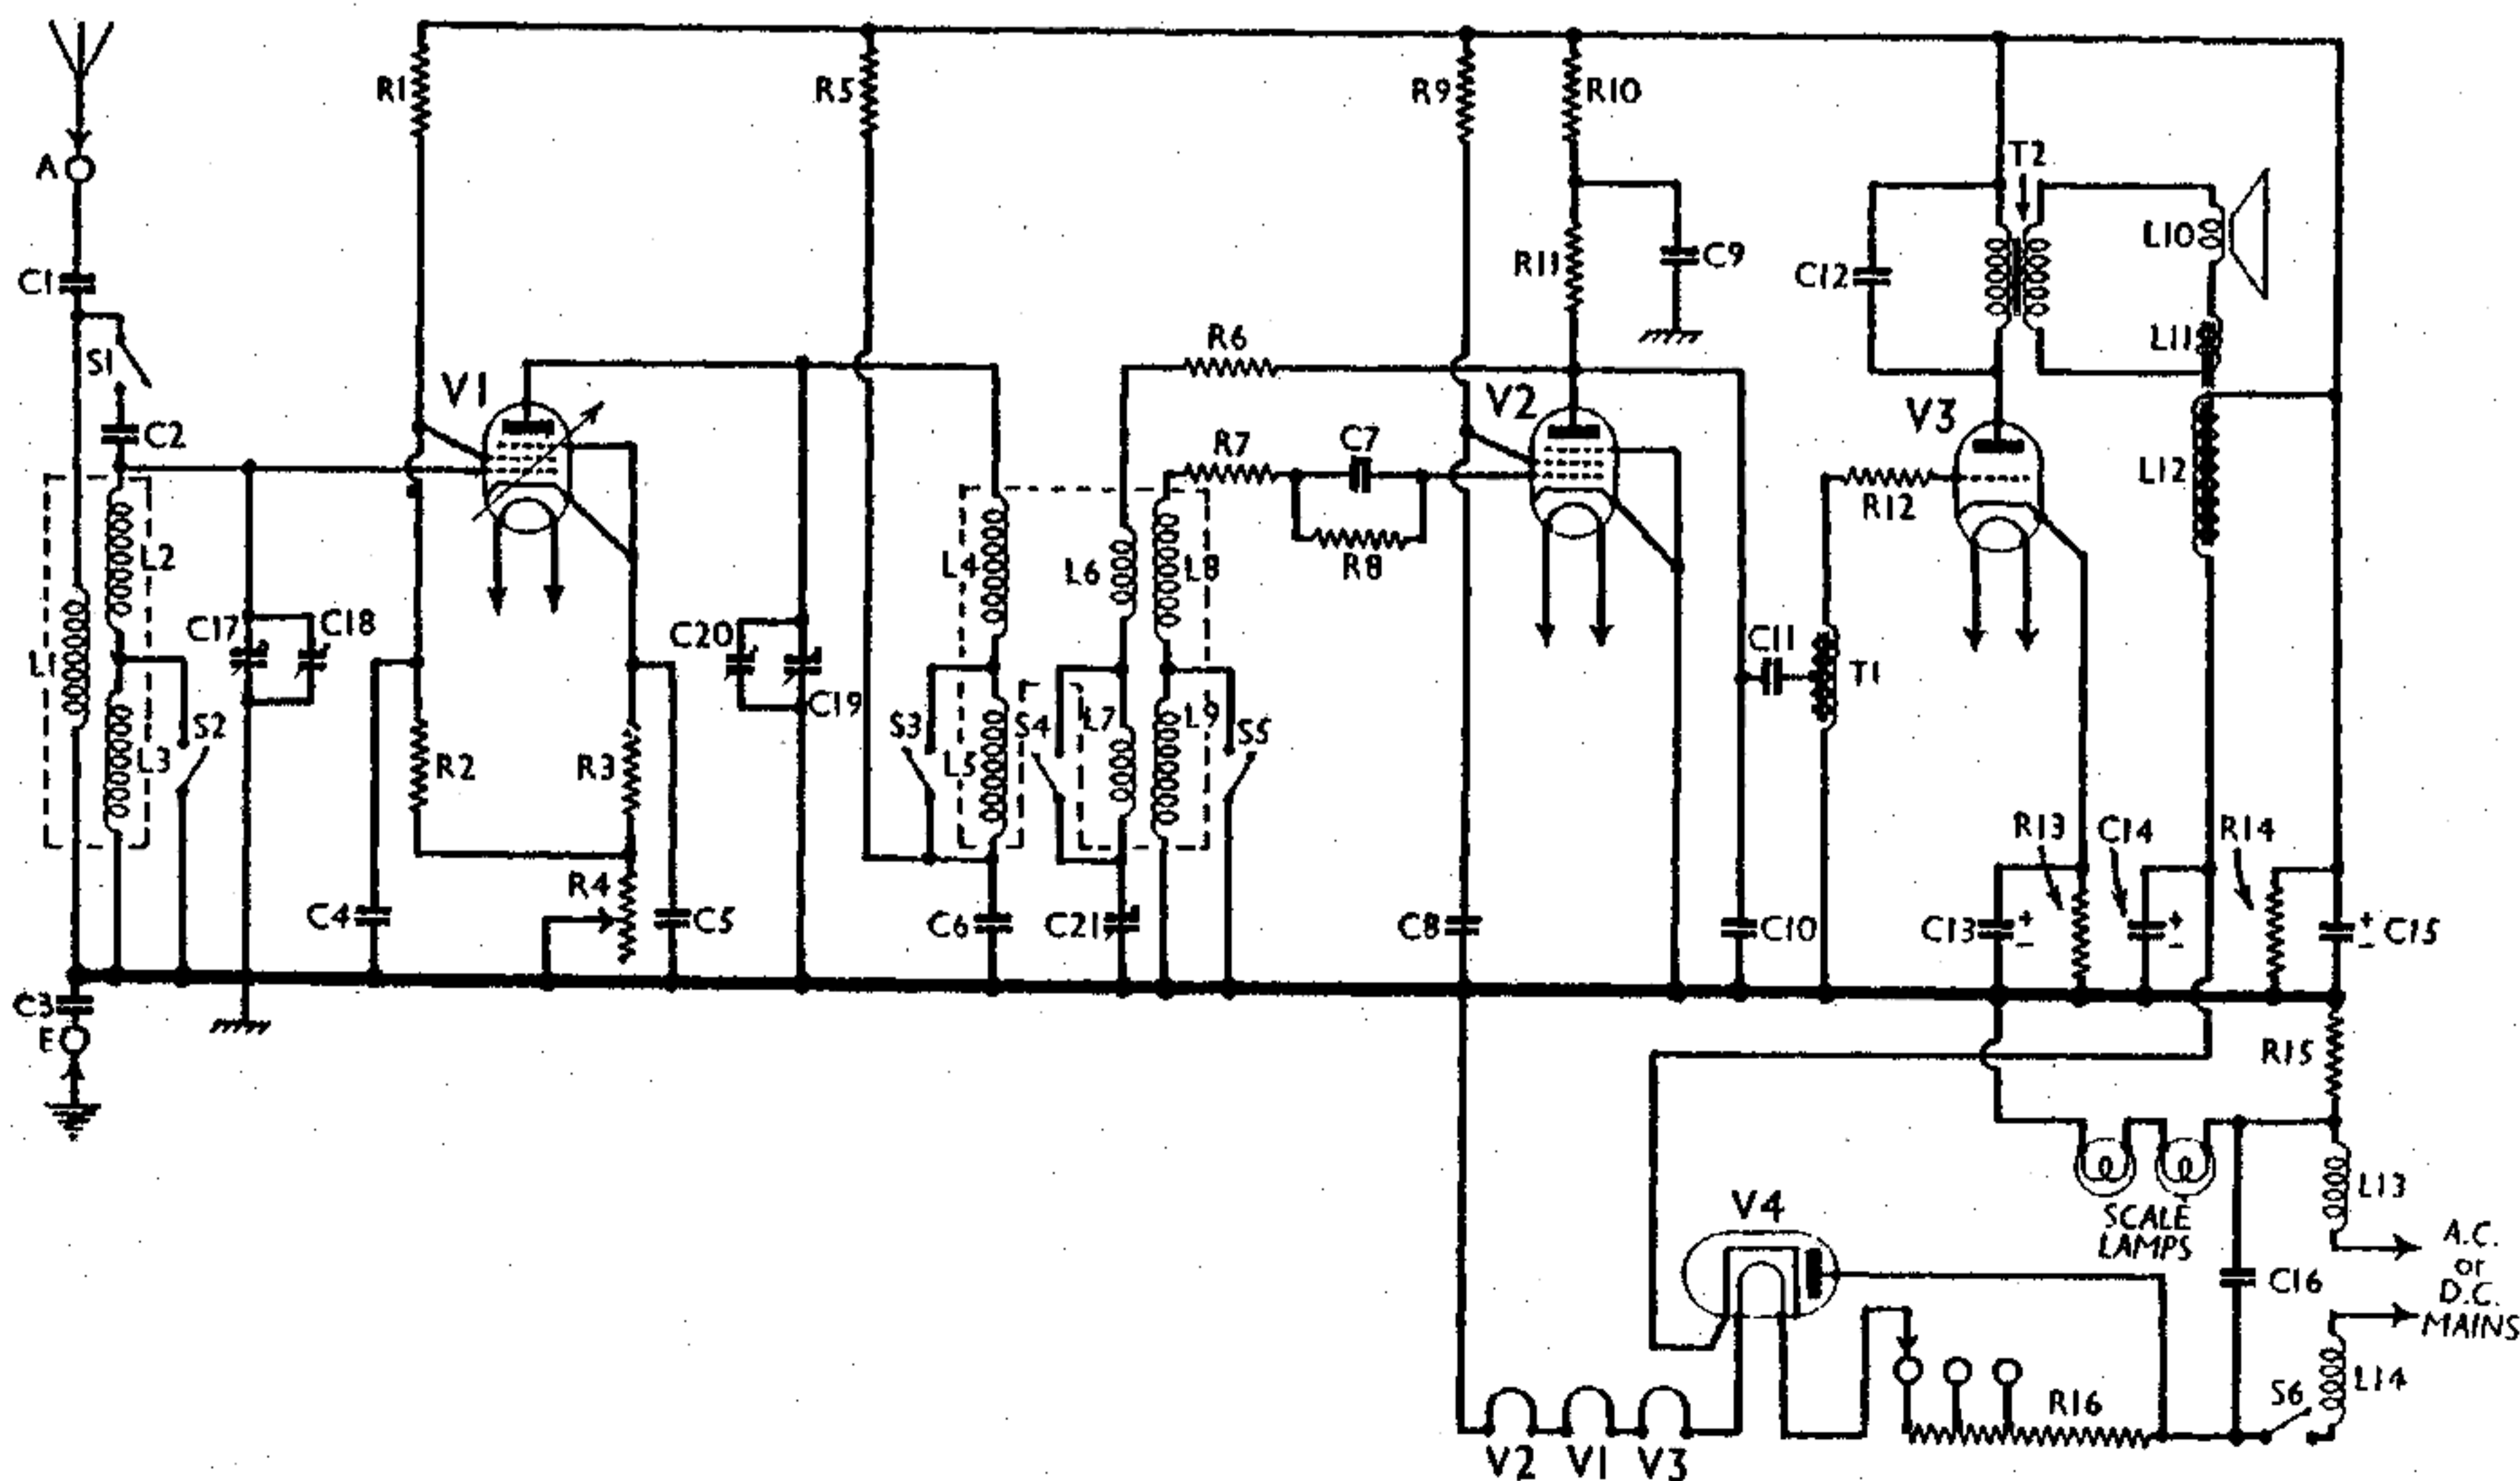 R1
R5
R9
R10
A
T2
R11
C9
L10
C12
C1
S1
R6
L11
V1
V2
V3
C2
R7
C7
L12
R12
R8
L2
L4
L6
L8
C17
C18
C20
C11
L1
T1
C19
S2
S3
S4
L7
L9
S5
L3
R2
R3
L5
R13
C14
R14
R4
C4
C5
C6
C21
C8
C10
C13
+
-
+
-
+
-
C15
C3
E
R15
L13
V4
SCALE
LAMPS
A.C.
or
D.C.
MAINS
C16
R16
S6
L14
V2
V1
V3